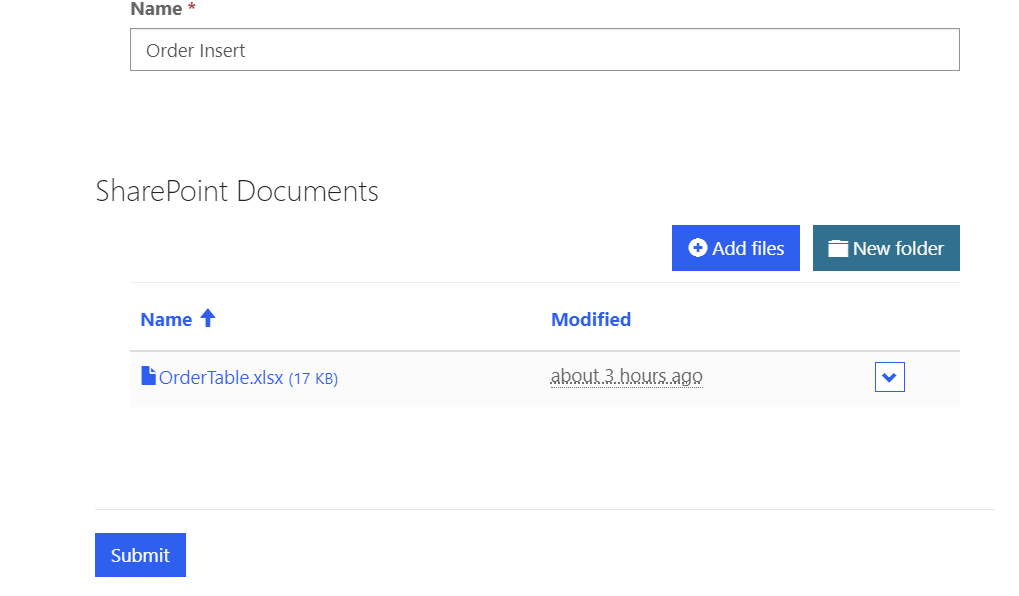 Name *
Order Insert
SharePoint Documents
Add files New folder
Name Modified
OrderTable.xlsx (17 KB) about 3 hours ago
Submit